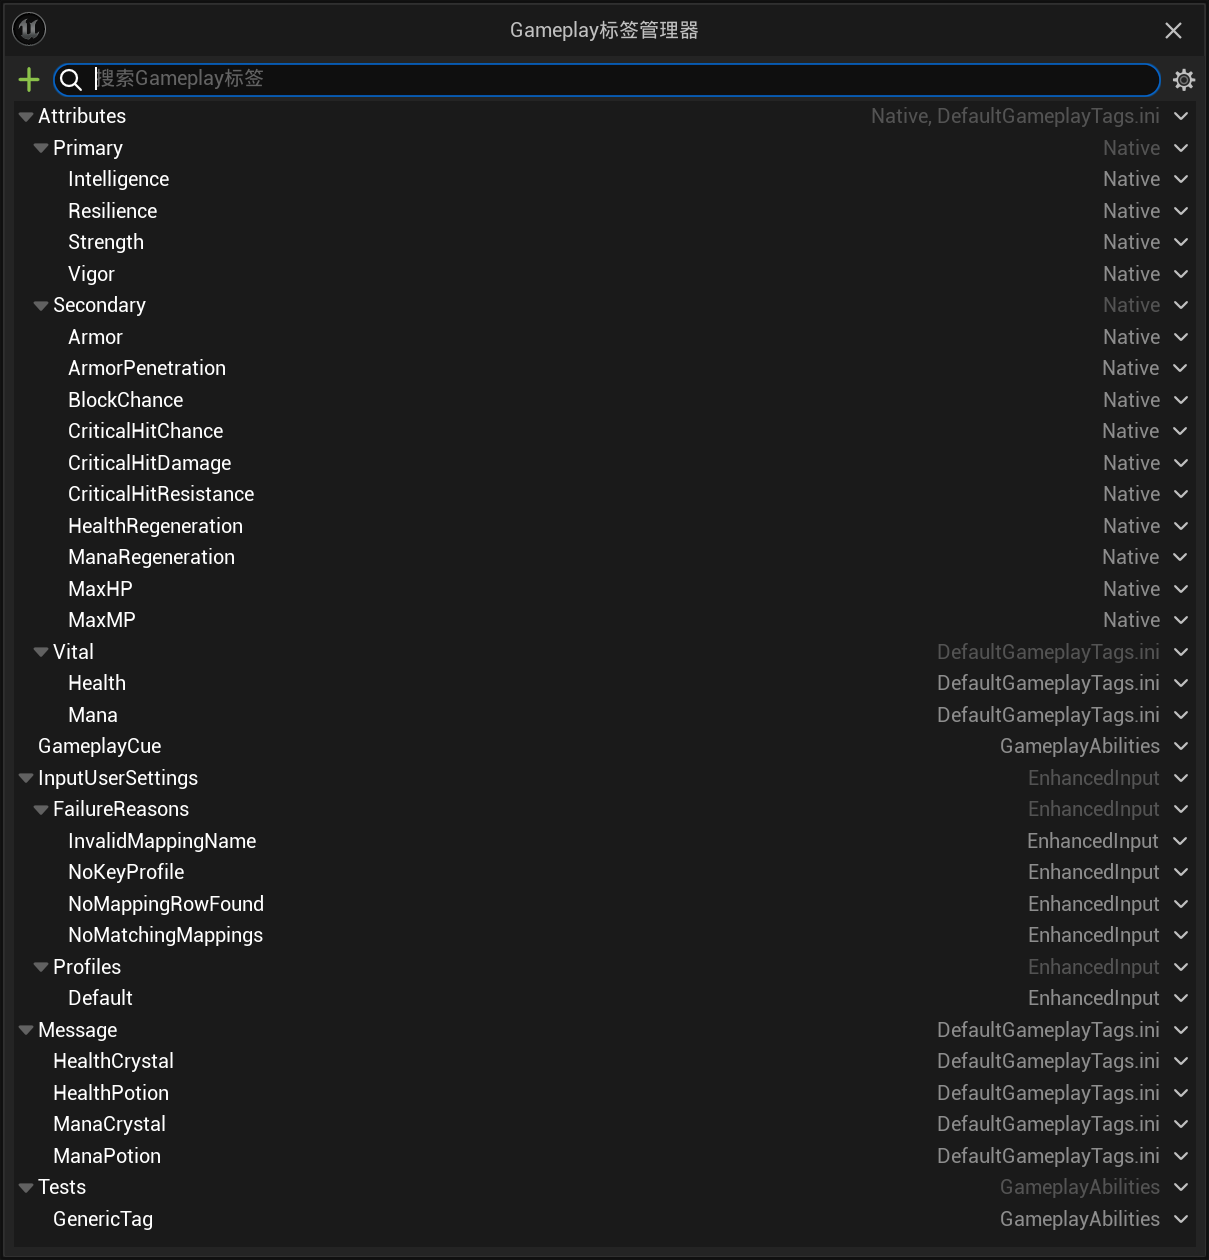 Gameplay标签管理器
搜索Gameplay标签
Attributes Native, DefaultGameplayTags.ini
Primary Native
Intelligence Native
Resilience Native
Strength Native
Vigor Native
Secondary Native
Armor Native
ArmorPenetration Native
BlockChance Native
CriticalHitChance Native
CriticalHitDamage Native
CriticalHitResistance Native
HealthRegeneration Native
ManaRegeneration Native
MaxHP Native
MaxMP Native
Vital DefaultGameplayTags.ini
Health DefaultGameplayTags.ini
Mana DefaultGameplayTags.ini
GameplayCue GameplayAbilities
InputUserSettings EnhancedInput
FailureReasons EnhancedInput
InvalidMappingName EnhancedInput
NoKeyProfile EnhancedInput
NoMappingRowFound EnhancedInput
NoMatchingMappings EnhancedInput
Profiles EnhancedInput
Default EnhancedInput
Message DefaultGameplayTags.ini
HealthCrystal DefaultGameplayTags.ini
HealthPotion DefaultGameplayTags.ini
ManaCrystal DefaultGameplayTags.ini
ManaPotion DefaultGameplayTags.ini
Tests GameplayAbilities
GenericTag GameplayAbilities